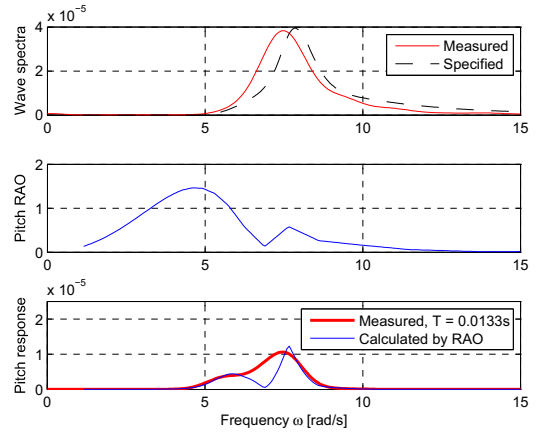 x 10^-5
4
2
0
Wave spectra
Measured
Specified
0
5
10
15
2
1
0
Pitch RAO
0
5
10
15
x 10^-5
2
1
0
Pitch response
Measured, T = 0.0133s
Calculated by RAO
0
5
10
15
Frequency ω [rad/s]